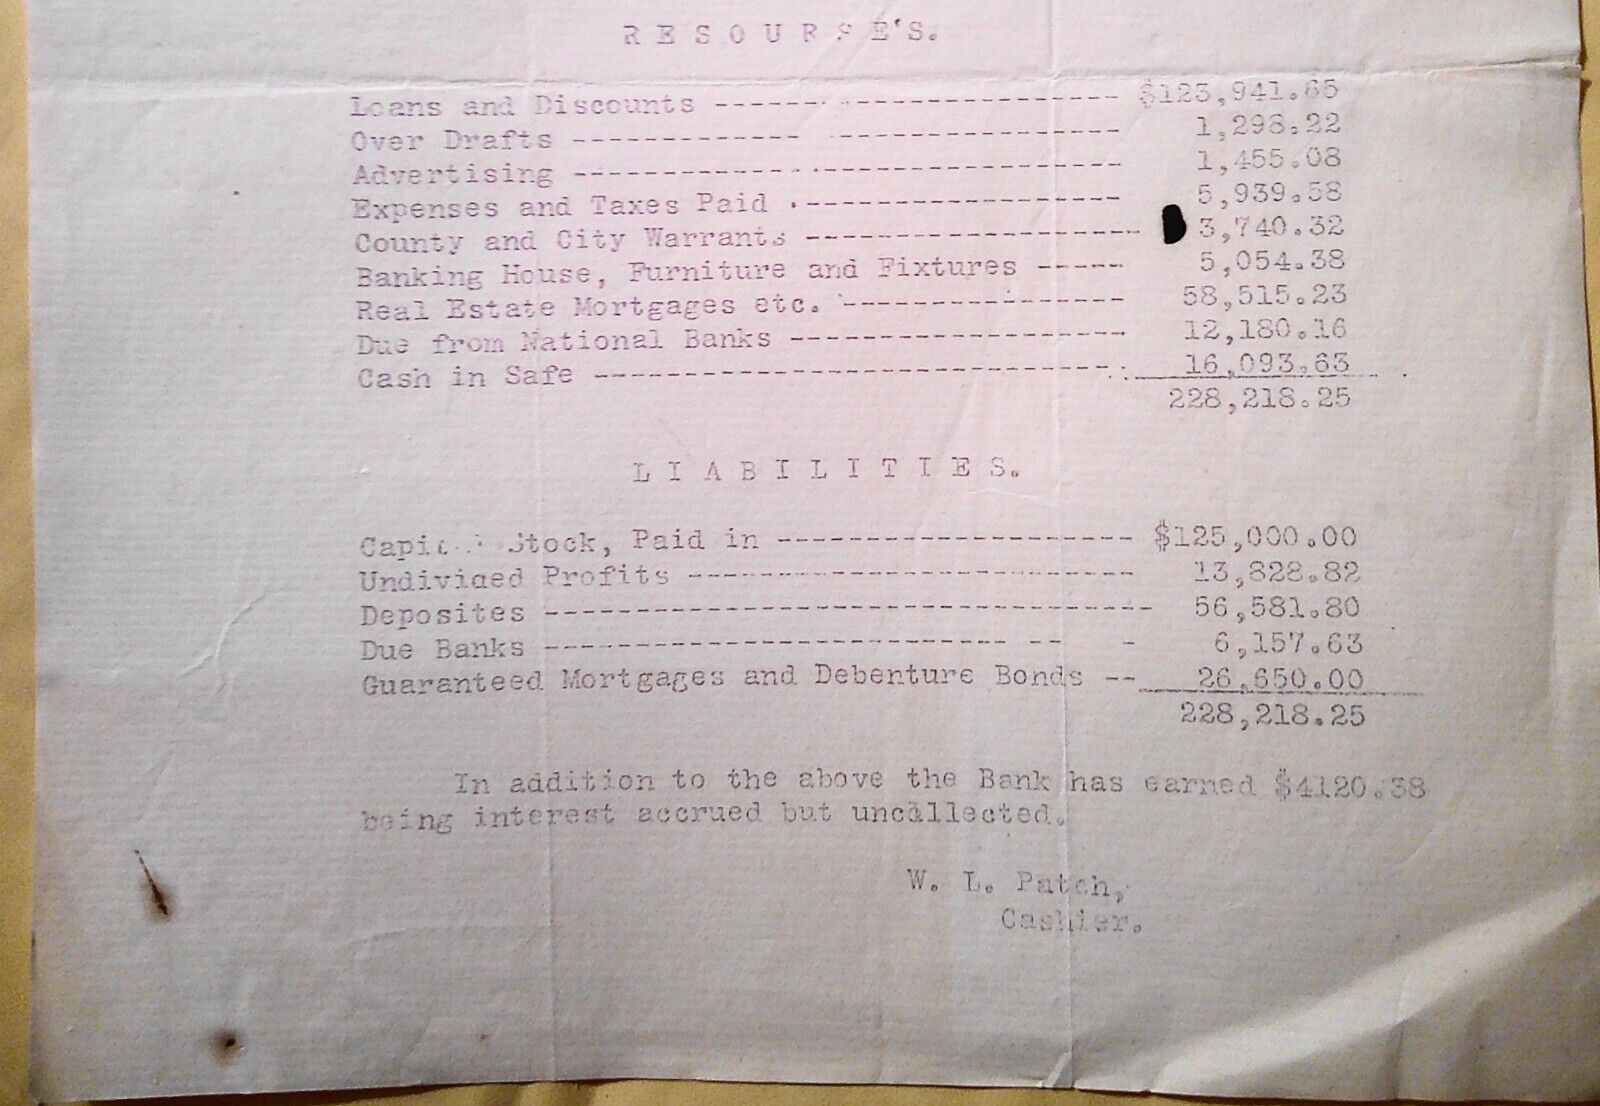 R E S O U R S E'S.
Loans and Discounts ------------------------- $123,941.65
Over Drafts ---------------------------------- 1,298.22
Advertising ---------------------------------- 1,455.08
Expenses and Taxes Paid --------------------- 5,939.58
County and City Warrants --------------------- 3,740.32
Banking House, Furniture and Fixtures ----- 5,054.38
Real Estate Mortgages etc. ------------------ 58,515.23
Due from National Banks --------------------- 12,180.16
Cash in Safe --------------------------------- 16,093.63
228,218.25
L I A B I L I T I E S.
Stock, Paid in ------------------- $125,000.00
Undivided Profits ---------------------------- 13,828.82
Deposites ---------------------------------- 56,581.80
Due Banks ---------------------------- -- - 6,157.63
Guaranteed Mortgages and Debenture Bonds -- 26,650.00
228,218.25
In addition to the above the Bank has earned $4120.38
being interest accrued but uncollected.
W. L. Patch,
Cashier.